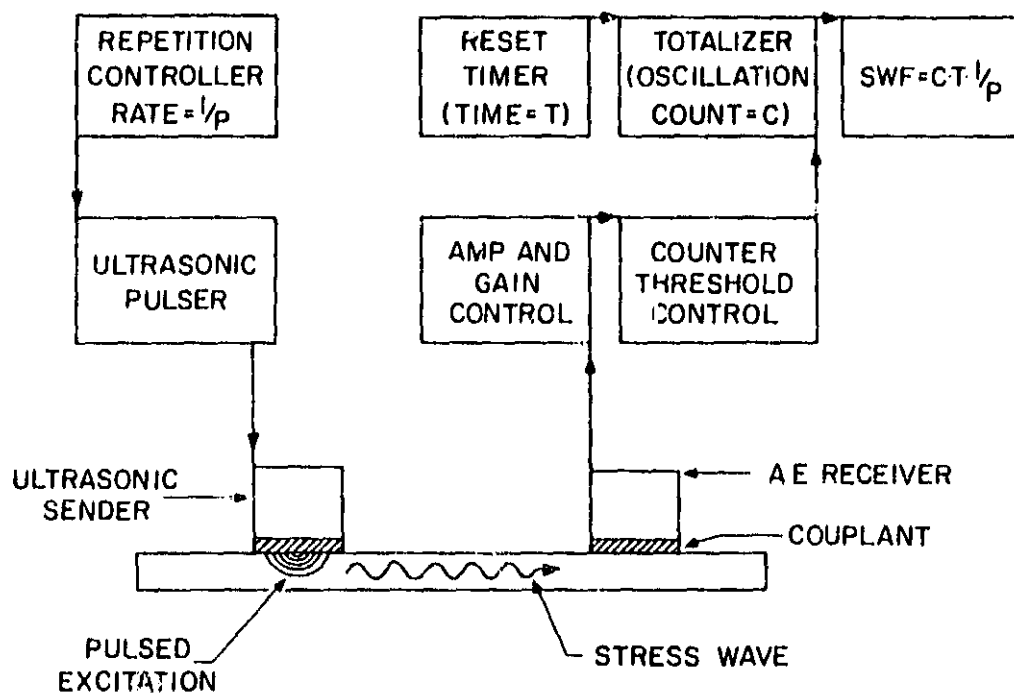 REPETITION
CONTROLLER
RATE = 1/P
RESET
TIMER
(TIME = T)
TOTALIZER
(OSCILLATION
COUNT = C)
SWF = C·T·1/P
ULTRASONIC
PULSER
AMP AND
GAIN
CONTROL
COUNTER
THRESHOLD
CONTROL
ULTRASONIC
SENDER
AE RECEIVER
COUPLANT
PULSED
EXCITATION
STRESS WAVE